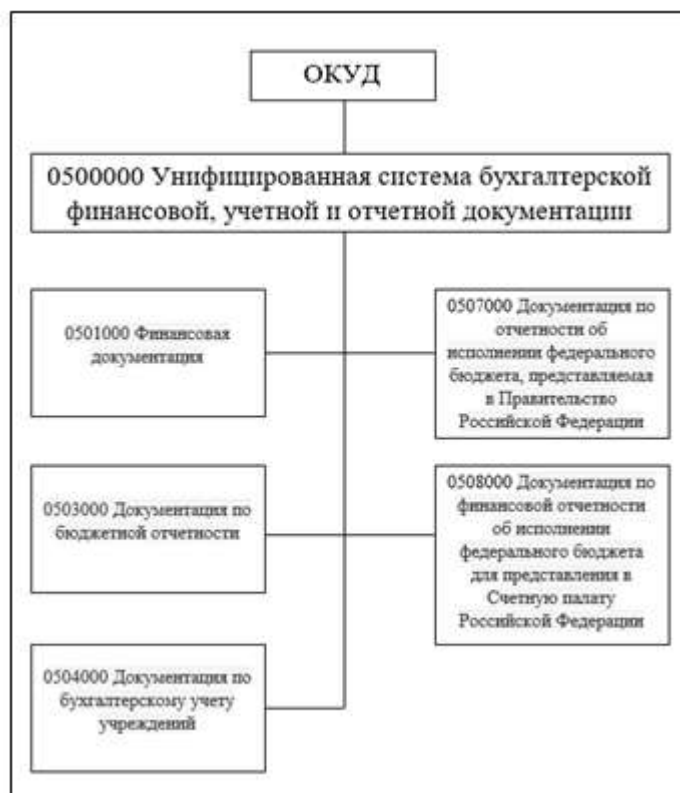 ОКУД
0500000 Унифицированная система бухгалтерской
финансовой, учетной и отчетной документации
0501000 Финансовая
документация
0507000 Документация по
отчетности об
исполнении федерального
бюджета, представляемая
в Правительство
Российской Федерации
0503000 Документация по
бюджетной отчетности
0508000 Документация по
финансовой отчетности
об исполнении
федерального бюджета
для представления в
Счетную палату
Российской Федерации
0504000 Документация по
бухгалтерскому учету
учреждений